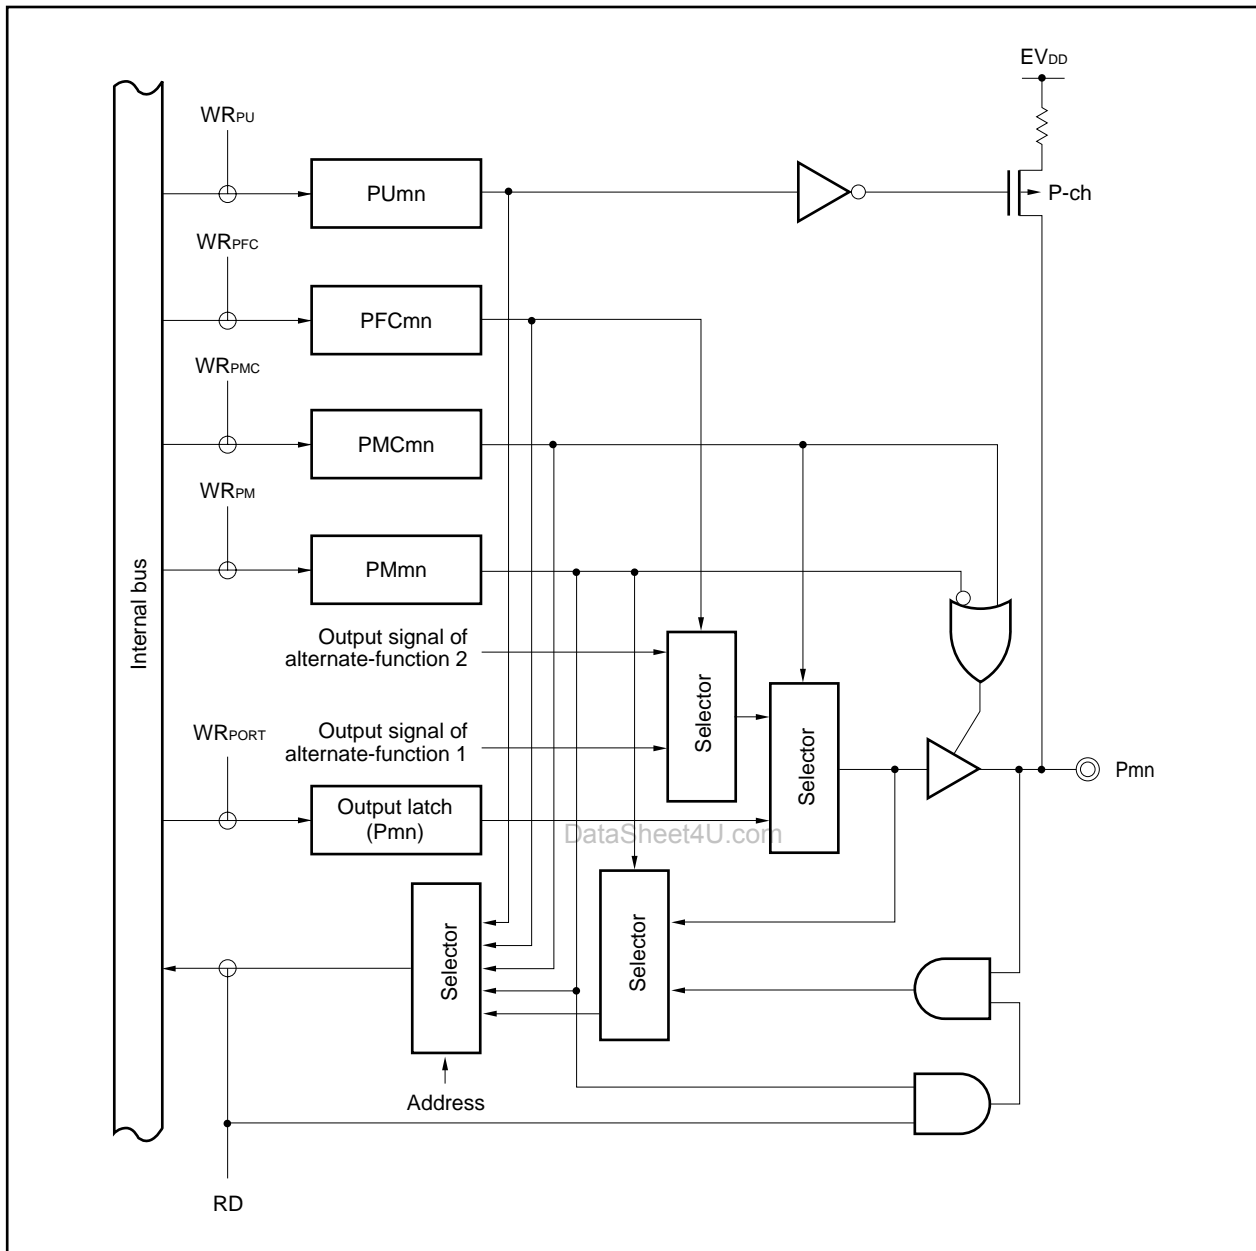 EVDD
WRPU
PUmn
P-ch
WRPFC
PFCmn
WRPMC
PMCmn
WRPM
PMmn
Internal bus
Output signal of
alternate-function 2
Selector
Output signal of
alternate-function 1
Selector
WRPORT
Pmn
Output latch
(Pmn)
DataSheet4U.com
Selector
Selector
Address
RD